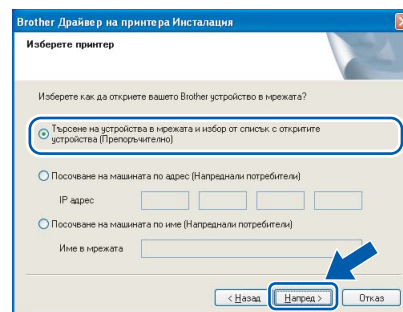 Brother Драйвер на принтера Инсталация
Изберете принтер
Изберете как да откриете вашето Brother устройство в мрежата?
Търсене на устройства в мрежата и избор от списък с откритите
устройства (Препоръчително)
Посочване на машината по адрес (Напреднали потребители)
IP адрес
Посочване на машината по име (Напреднали потребители)
Име в мрежата
< Назад Напред > Отказ